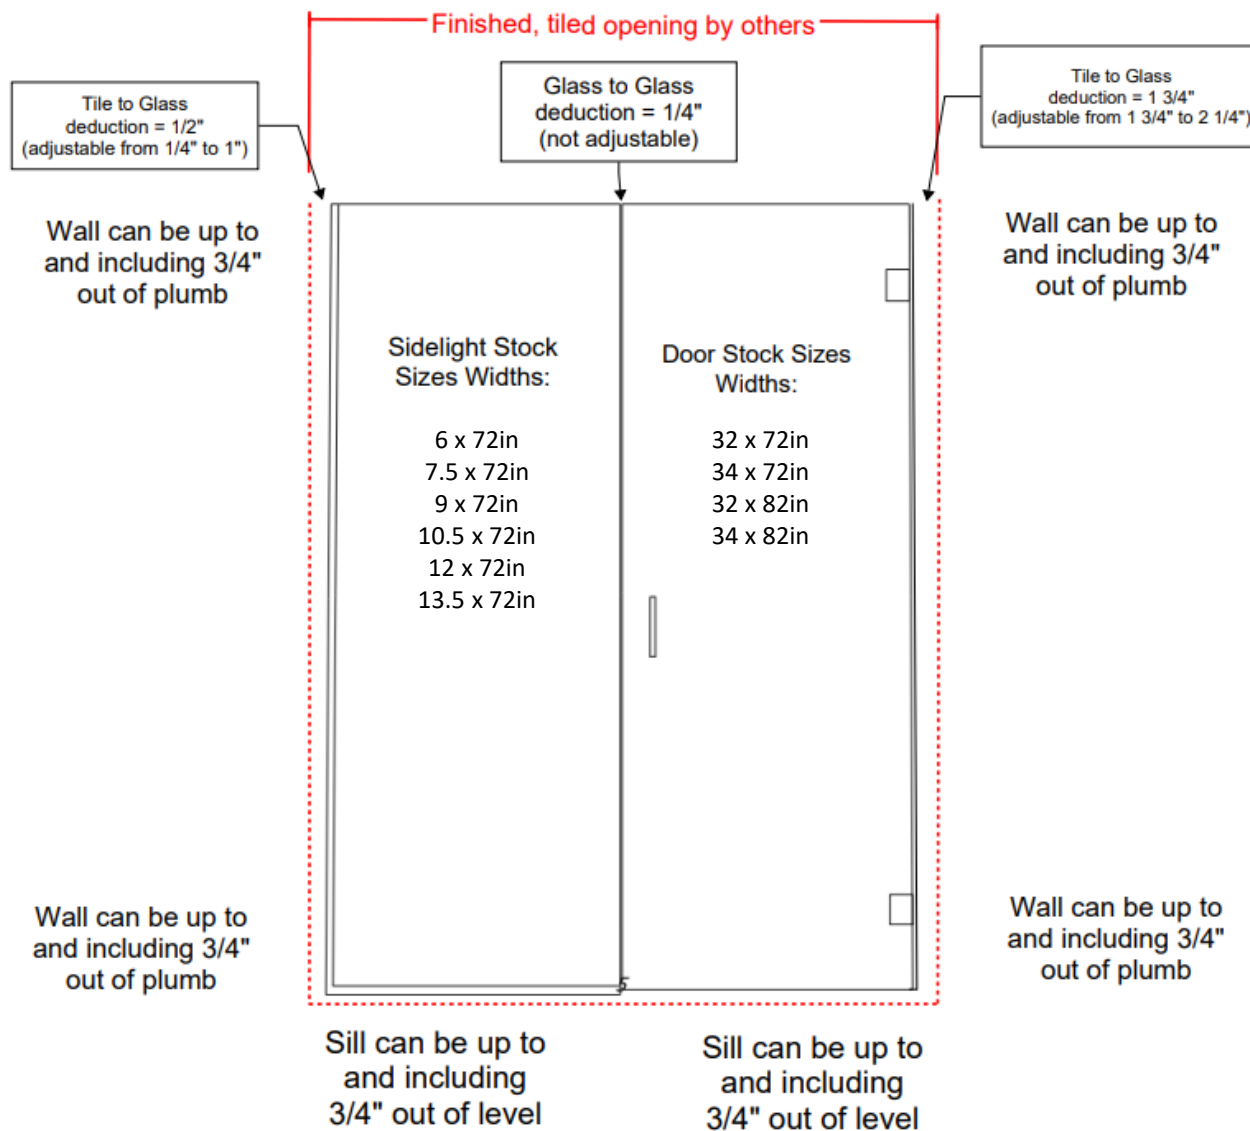 Finished, tiled opening by others
Tile to Glass
deduction = 1/2"
(adjustable from 1/4" to 1")
Glass to Glass
deduction = 1/4"
(not adjustable)
Tile to Glass
deduction = 1 3/4"
(adjustable from 1 3/4" to 2 1/4")
Wall can be up to
and including 3/4"
out of plumb
Wall can be up to
and including 3/4"
out of plumb
Sidelight Stock
Sizes Widths:
6 x 72in
7.5 x 72in
9 x 72in
10.5 x 72in
12 x 72in
13.5 x 72in
Door Stock Sizes
Widths:
32 x 72in
34 x 72in
32 x 82in
34 x 82in
Wall can be up to
and including 3/4"
out of plumb
Wall can be up to
and including 3/4"
out of plumb
Sill can be up to
and including
3/4" out of level
Sill can be up to
and including
3/4" out of level